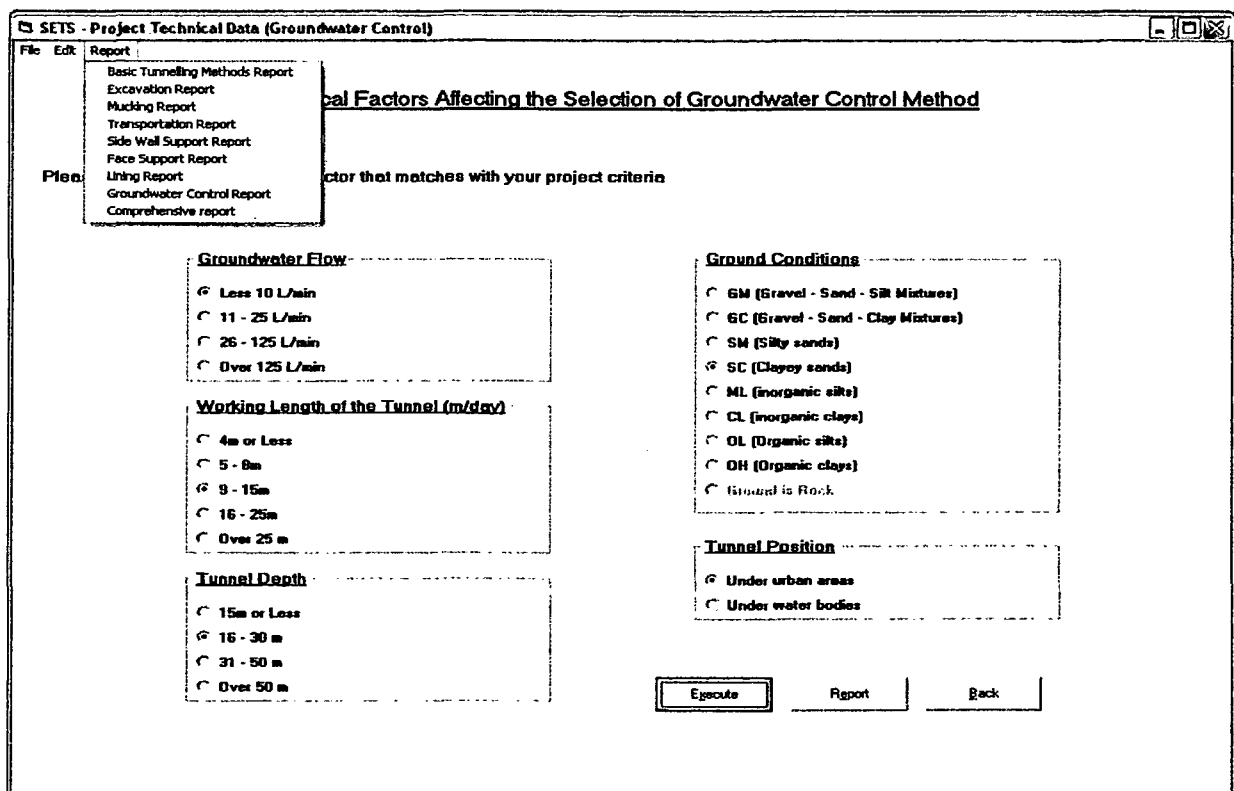 SETS - Project Technical Data (Groundwater Control)
File Edit Report
Basic Tunnelling Methods Report
Excavation Report
Mucking Report
Transportation Report
Side Wall Support Report
Face Support Report
Lining Report
Groundwater Control Report
Comprehensive report
cal Factors Affecting the Selection of Groundwater Control Method
Plea
ctor that matches with your project criteria
Groundwater Flow
Less 10 L/min
11 - 25 L/min
26 - 125 L/min
Over 125 L/min
Working Length of the Tunnel (m/day)
4m or Less
5 - 8m
9 - 15m
16 - 25m
Over 25 m
Tunnel Depth
15m or Less
16 - 30 m
31 - 50 m
Over 50 m
Ground Conditions
GM (Gravel - Sand - Silt Mixtures)
GC (Gravel - Sand - Clay Mixtures)
SM (Silty sands)
SC (Clayey sands)
ML (inorganic silts)
CL (inorganic clays)
OL (Organic silts)
OH (Organic clays)
Ground is Rock
Tunnel Position
Under urban areas
Under water bodies
Execute Report Back